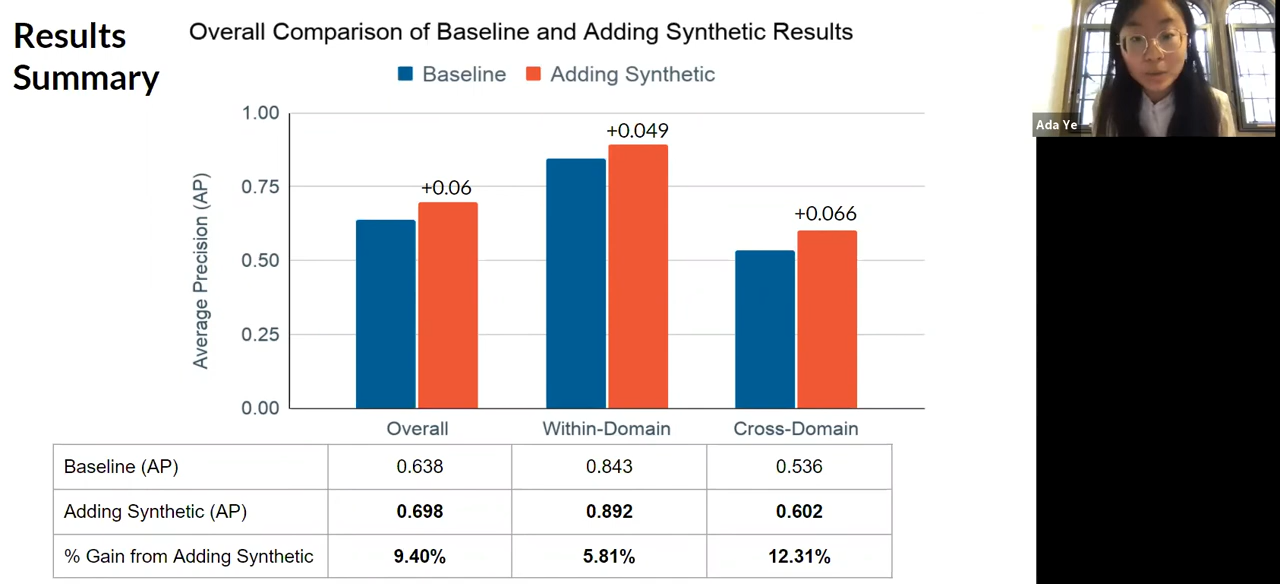 Results
Summary
Overall Comparison of Baseline and Adding Synthetic Results
Baseline
Adding Synthetic
Average Precision (AP)
1.00
0.75
0.50
0.25
0.00
+0.06
+0.049
+0.066
Overall
Within-Domain
Cross-Domain
Baseline (AP) 0.638 0.843 0.536
Adding Synthetic (AP) 0.698 0.892 0.602
% Gain from Adding Synthetic 9.40% 5.81% 12.31%
Ada Ye